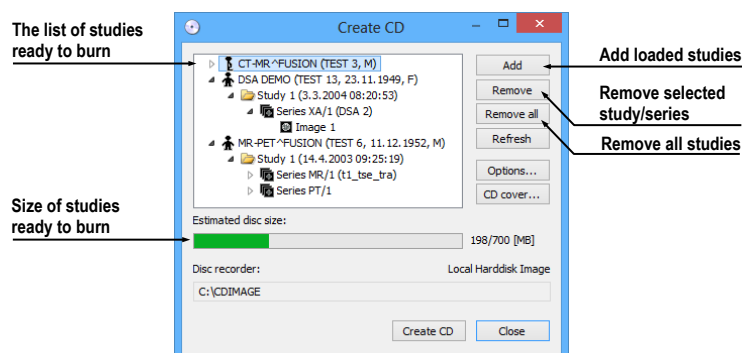 Create CD
The list of studies
ready to burn
CT-MR^FUSION (TEST 3, M)
DSA DEMO (TEST 13, 23.11.1949, F)
Study 1 (3.3.2004 08:20:53)
Series XA/1 (DSA 2)
Image 1
MR-PET^FUSION (TEST 6, 11.12.1952, M)
Study 1 (14.4.2003 09:25:19)
Series MR/1 (t1_tse_tra)
Series PT/1
Add
Remove
Remove all
Refresh
Options...
CD cover...
Add loaded studies
Remove selected
study/series
Remove all studies
Size of studies
ready to burn
Estimated disc size:
198/700 [MB]
Disc recorder:
Local Harddisk Image
C:\CDIMAGE
Create CD
Close